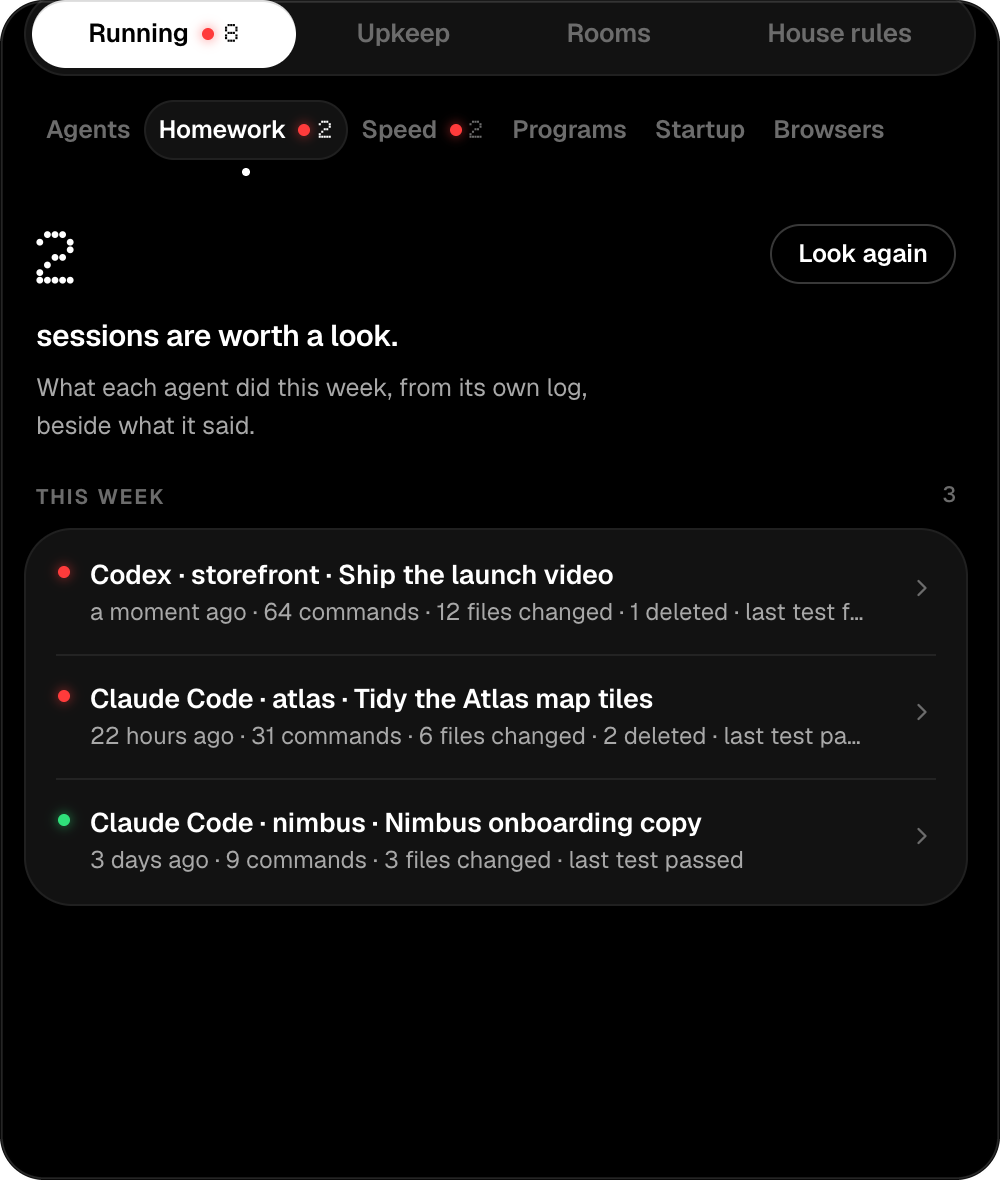 Running 8 Upkeep Rooms House rules
Agents Homework 2 Speed 2 Programs Startup Browsers
2
Look again
sessions are worth a look.
What each agent did this week, from its own log,
beside what it said.
THIS WEEK 3
Codex · storefront · Ship the launch video
a moment ago · 64 commands · 12 files changed · 1 deleted · last test f…
Claude Code · atlas · Tidy the Atlas map tiles
22 hours ago · 31 commands · 6 files changed · 2 deleted · last test pa…
Claude Code · nimbus · Nimbus onboarding copy
3 days ago · 9 commands · 3 files changed · last test passed